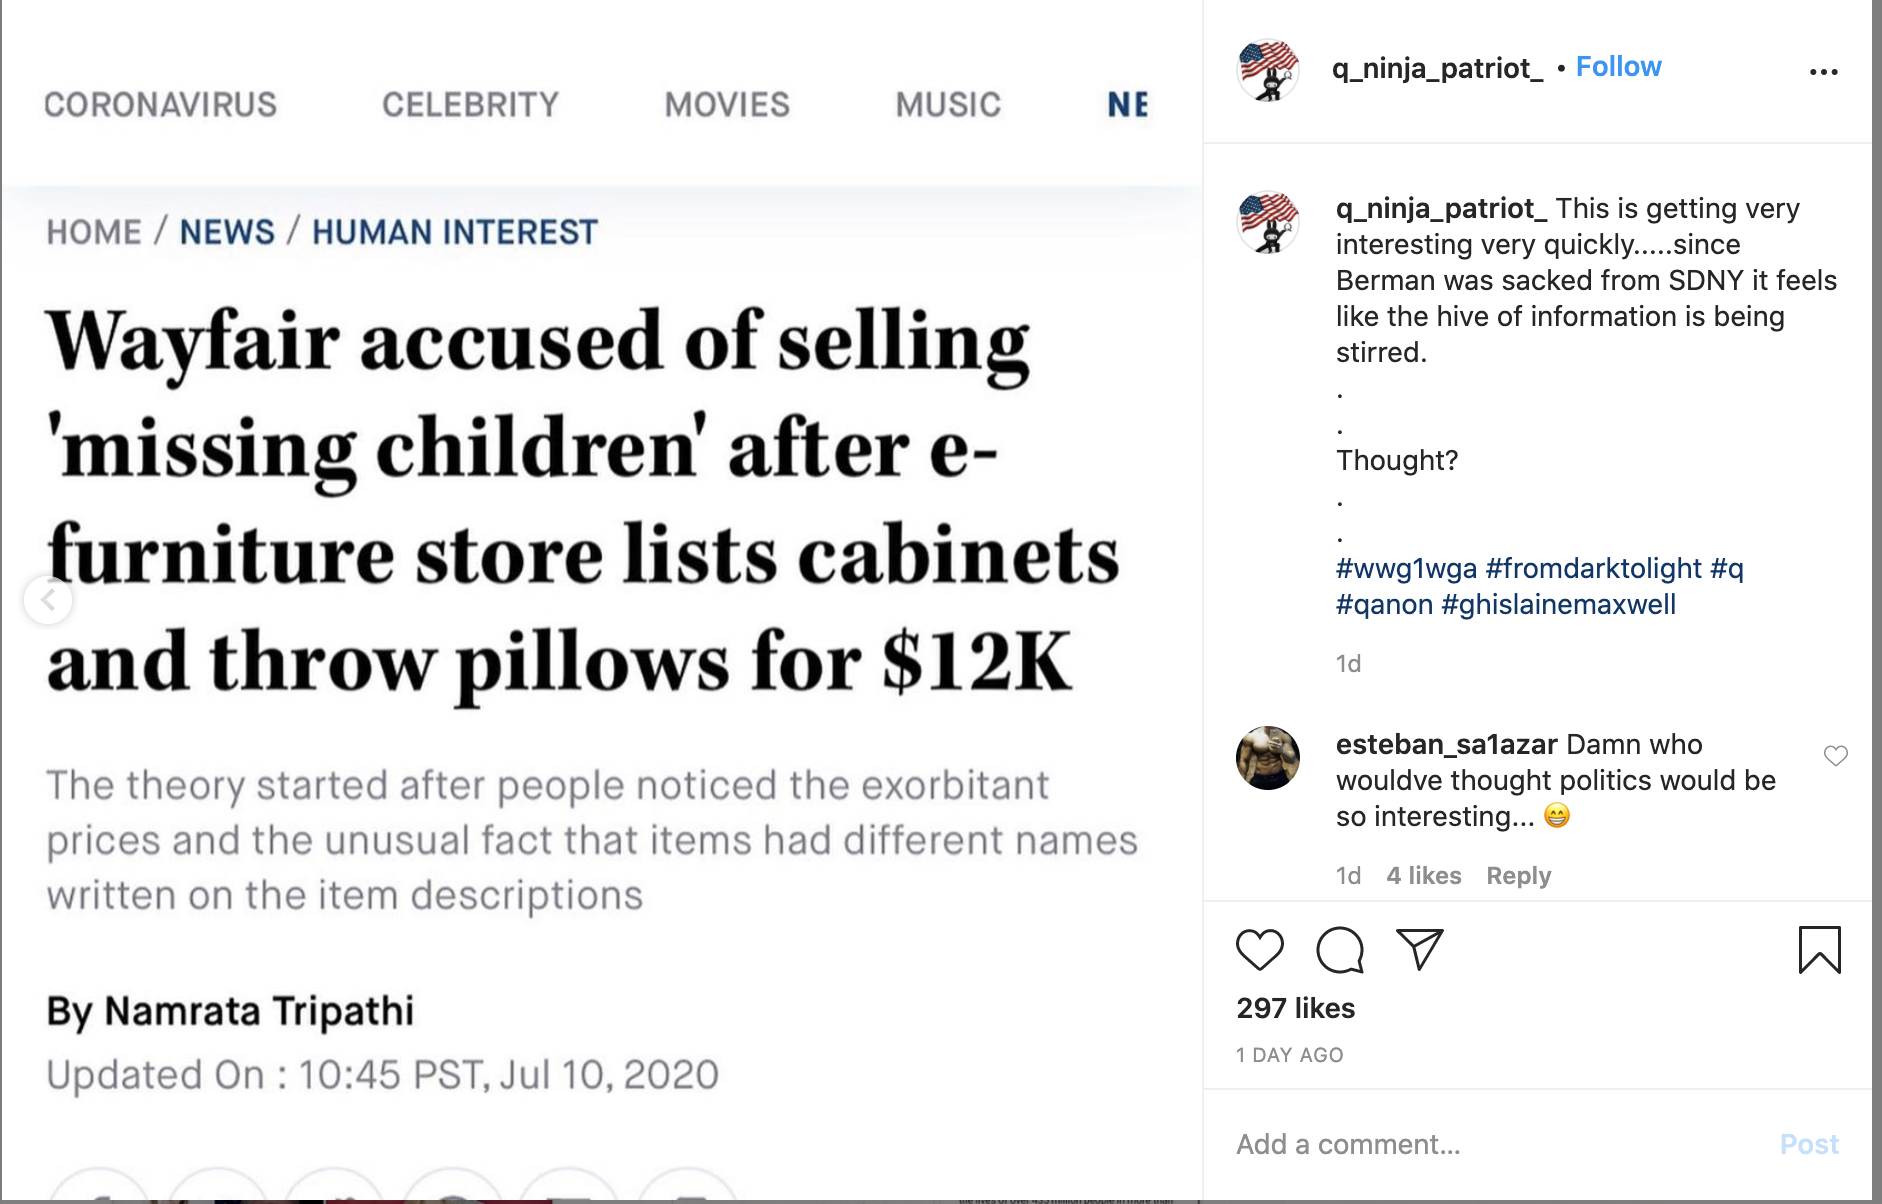 CORONAVIRUS CELEBRITY MOVIES MUSIC NE
HOME / NEWS / HUMAN INTEREST
Wayfair accused of selling
'missing children' after e-
furniture store lists cabinets
and throw pillows for $12K
The theory started after people noticed the exorbitant
prices and the unusual fact that items had different names
written on the item descriptions
By Namrata Tripathi
Updated On : 10:45 PST, Jul 10, 2020
q_ninja_patriot_ • Follow
q_ninja_patriot_ This is getting very
interesting very quickly.....since
Berman was sacked from SDNY it feels
like the hive of information is being
stirred.
.
.
Thought?
.
.
#wwg1wga #fromdarktolight #q
#qanon #ghislainemaxwell
1d
esteban_sa1azar Damn who
wouldve thought politics would be
so interesting... 😁
1d 4 likes Reply
297 likes
1 DAY AGO
Add a comment... Post